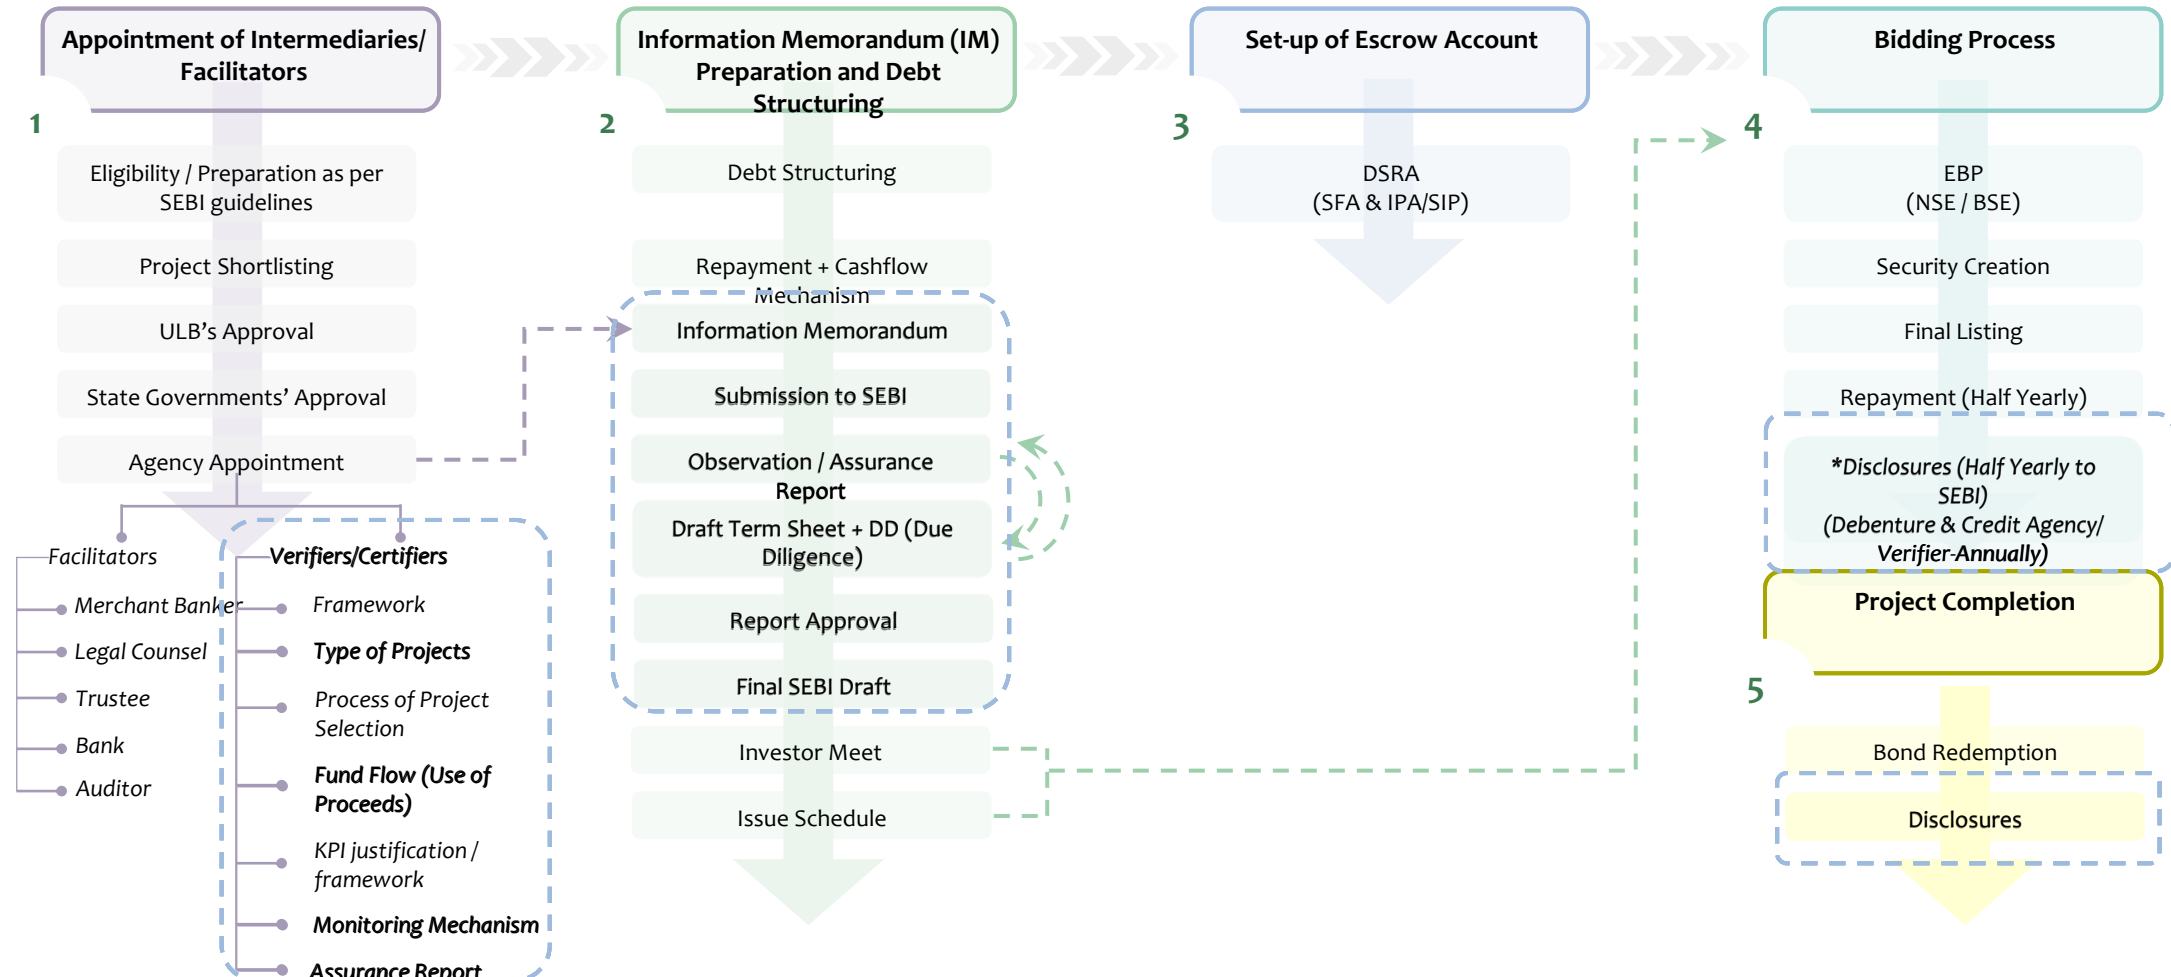 Appointment of Intermediaries/
Facilitators
1
Eligibility / Preparation as per
SEBI guidelines
Project Shortlisting
ULB's Approval
State Governments' Approval
Agency Appointment
Facilitators
Merchant Banker
Legal Counsel
Trustee
Bank
Auditor
Verifiers/Certifiers
Framework
Type of Projects
Process of Project
Selection
Fund Flow (Use of
Proceeds)
KPI justification /
framework
Monitoring Mechanism
Assurance Report
Information Memorandum (IM)
Preparation and Debt
Structuring
2
Debt Structuring
Repayment + Cashflow
Mechanism
Information Memorandum
Submission to SEBI
Observation / Assurance
Report
Draft Term Sheet + DD (Due
Diligence)
Report Approval
Final SEBI Draft
Investor Meet
Issue Schedule
Set-up of Escrow Account
3
DSRA
(SFA & IPA/SIP)
Bidding Process
4
EBP
(NSE / BSE)
Security Creation
Final Listing
Repayment (Half Yearly)
*Disclosures (Half Yearly to
SEBI)
(Debenture & Credit Agency/
Verifier-Annually)
Project Completion
5
Bond Redemption
Disclosures